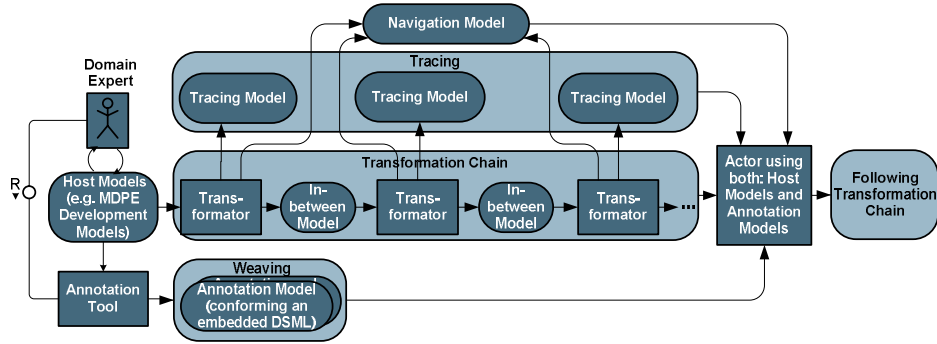 Navigation Model
Tracing
Domain
Expert
Tracing Model
Tracing Model
Tracing Model
R
Transformation Chain
Host Models
(e.g. MDPE
Development
Models)
Trans-
formator
In-
between
Model
Trans-
formator
In-
between
Model
Trans-
formator
...
Actor using
both: Host
Models and
Annotation
Models
Following
Transformation
Chain
Annotation
Tool
Weaving
Annotation Model
(conforming an
embedded DSML)